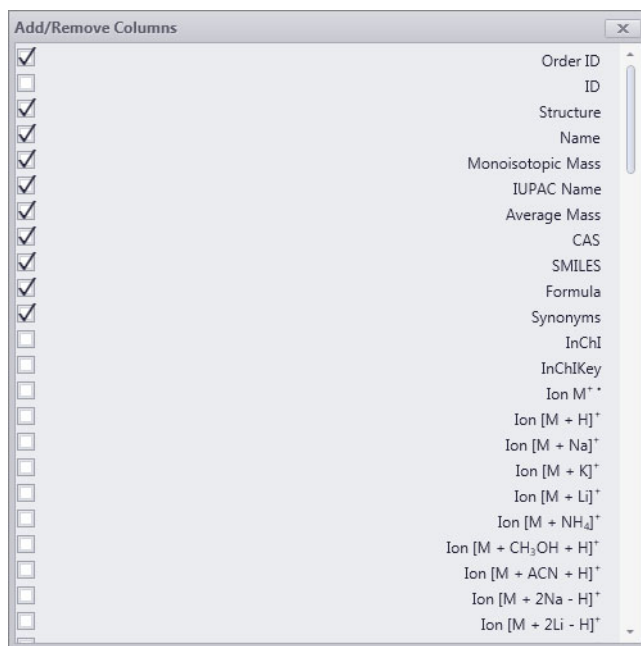 Add/Remove Columns
Order ID
ID
Structure
Name
Monoisotopic Mass
IUPAC Name
Average Mass
CAS
SMILES
Formula
Synonyms
InChI
InChIKey
Ion M⁺˙
Ion [M + H]⁺
Ion [M + Na]⁺
Ion [M + K]⁺
Ion [M + Li]⁺
Ion [M + NH₄]⁺
Ion [M + CH₃OH + H]⁺
Ion [M + ACN + H]⁺
Ion [M + 2Na - H]⁺
Ion [M + 2Li - H]⁺